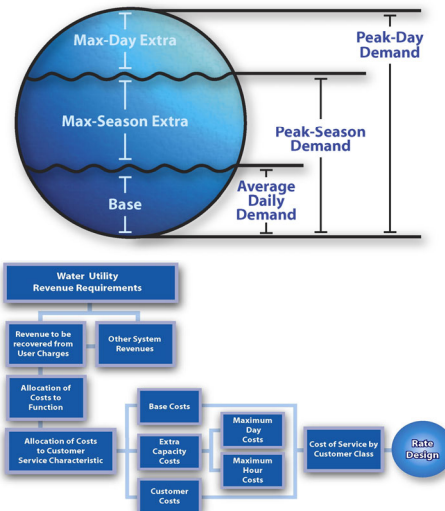 Max-Day Extra
Peak-Day
Demand
Max-Season Extra
Peak-Season
Demand
Base
Average
Daily
Demand
Water Utility
Revenue Requirements
Revenue to be
recovered from
User Charges
Other System
Revenues
Allocation of
Costs to
Function
Allocation of Costs
to Customer
Service Characteristic
Base Costs
Extra
Capacity
Costs
Customer
Costs
Maximum
Day
Costs
Maximum
Hour
Costs
Cost of Service by
Customer Class
Rate
Design